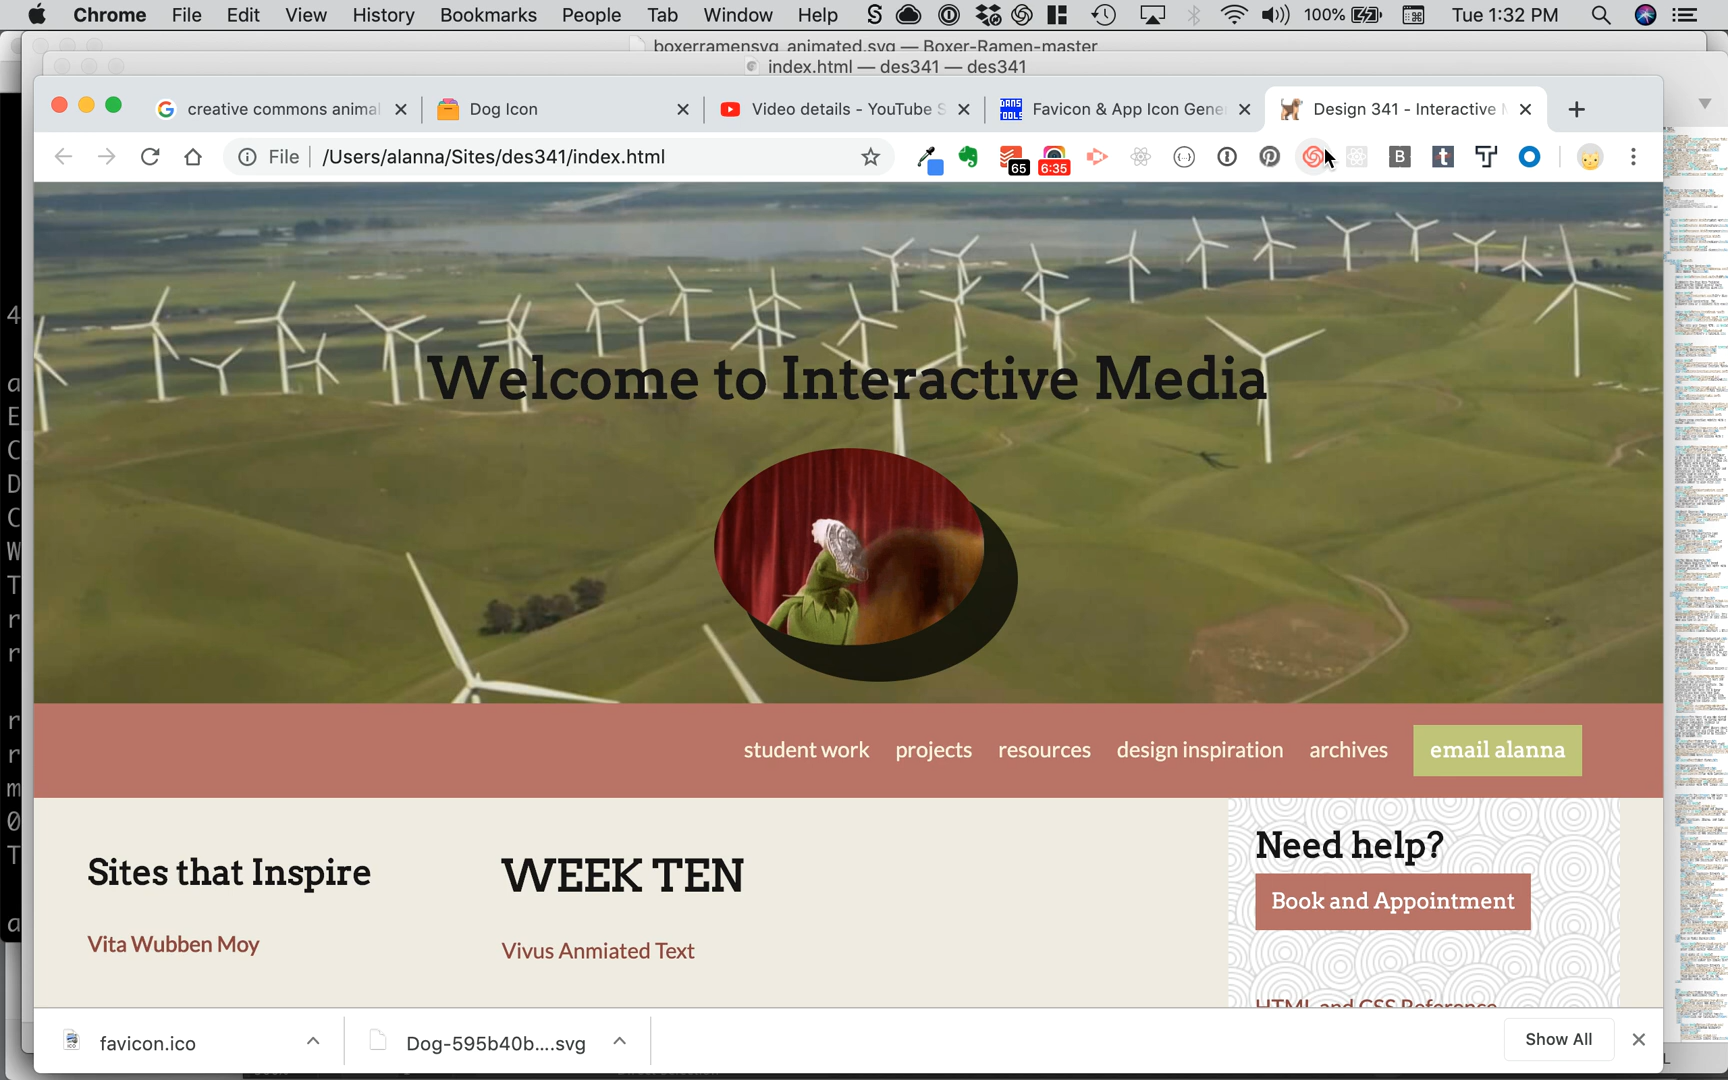 Chrome File Edit View History Bookmarks People Tab Window Help 100% Tue 1:32 PM
boxerramensvg_animated.svg — Boxer-Ramen-master
index.html — des341 — des341
creative commons animal
Dog Icon
Video details - YouTube S
Favicon & App Icon Gene
Design 341 - Interactive M
File /Users/alanna/Sites/des341/index.html
65
6:35
Welcome to Interactive Media
student work projects resources design inspiration archives email alanna
Sites that Inspire
WEEK TEN
Need help?
Book and Appointment
Vita Wubben Moy
Vivus Anmiated Text
HTML and CSS Reference
favicon.ico
Dog-595b40b....svg
Show All